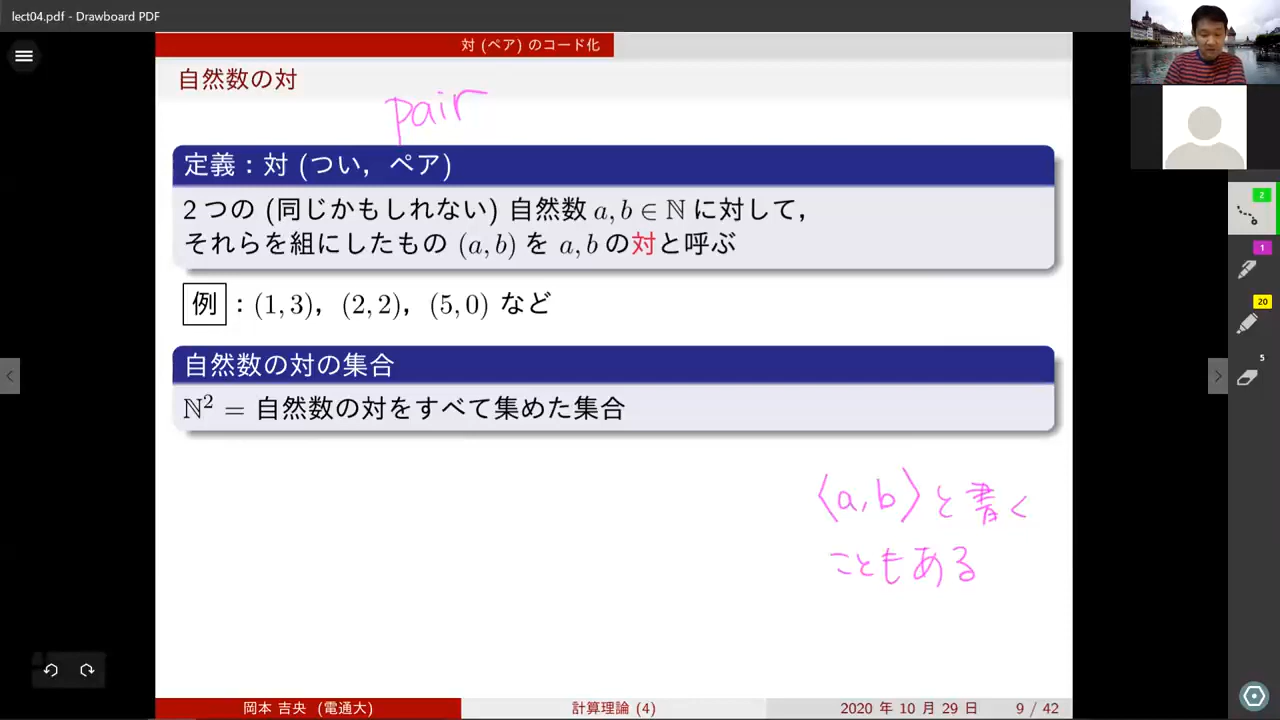 lect04.pdf - Drawboard PDF
対 (ペア) のコード化
自然数の対
pair
定義：対 (つい，ペア)
2 つの (同じかもしれない) 自然数 a, b ∈ ℕ に対して，
それらを組にしたもの (a, b) を a, b の対と呼ぶ
例：(1, 3)，(2, 2)，(5, 0) など
自然数の対の集合
ℕ² = 自然数の対をすべて集めた集合
⟨a, b⟩ と書く
こともある
2
1
20
5
岡本 吉央 (電通大)
計算理論 (4)
2020 年 10 月 29 日
9 / 42